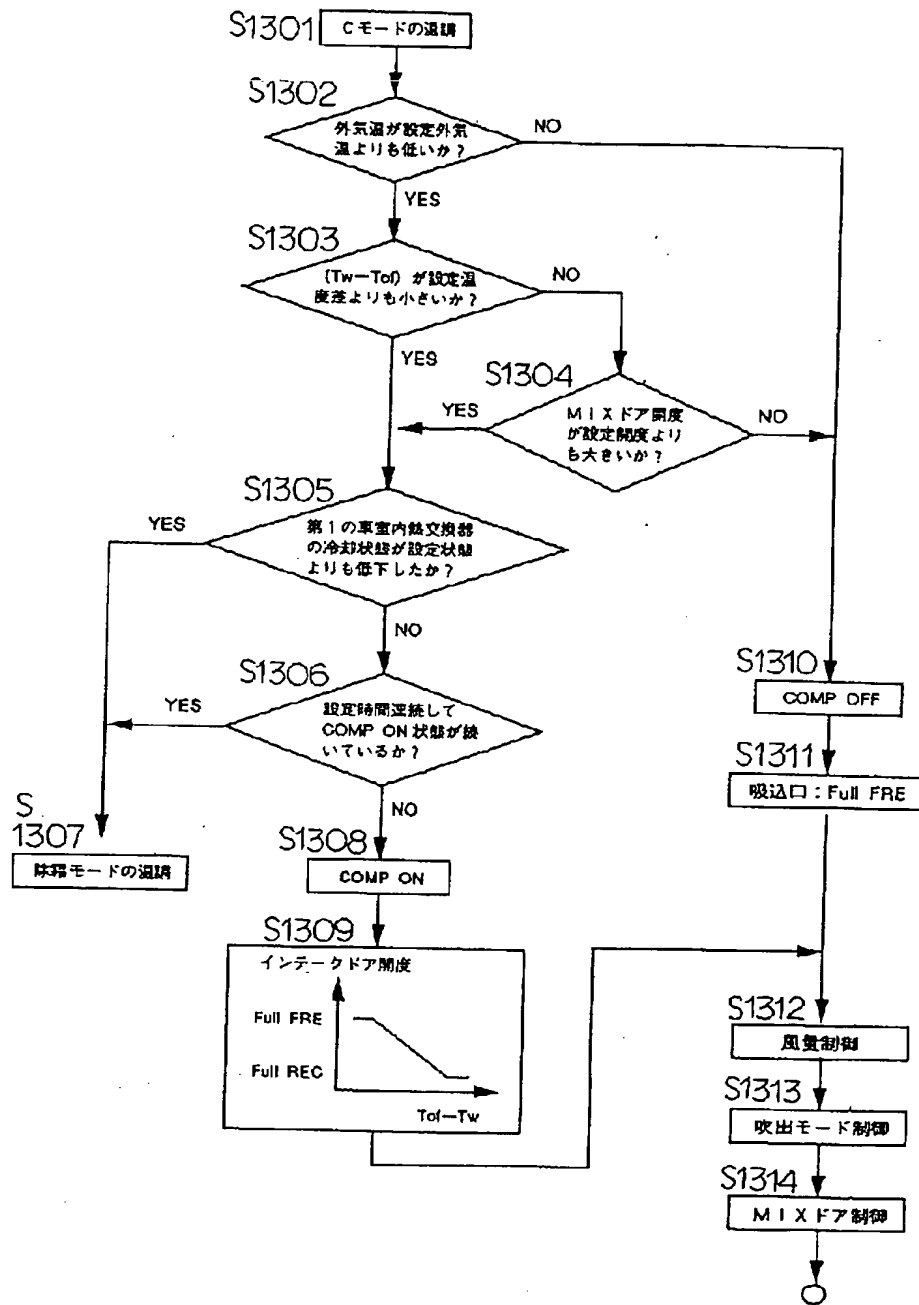 S1301
Cモードの温調
S1302
外気温が設定外気
温よりも低いか？
NO
YES
S1303
(Tw−Tof) が設定温
度差よりも小さいか？
NO
YES
S1304
MIXドア開度
が設定開度より
も大きいか？
YES
NO
S1305
第1の車室内熱交換器
の冷却状態が設定状態
よりも低下したか？
YES
NO
S1306
設定時間連続して
COMP ON 状態が続
いているか？
YES
NO
S
1307
除霜モードの温調
S1308
COMP ON
S1309
インテークドア開度
Full FRE
Full REC
Tof−Tw
S1310
COMP OFF
S1311
吸込口：Full FRE
S1312
風量制御
S1313
吹出モード制御
S1314
MIXドア制御